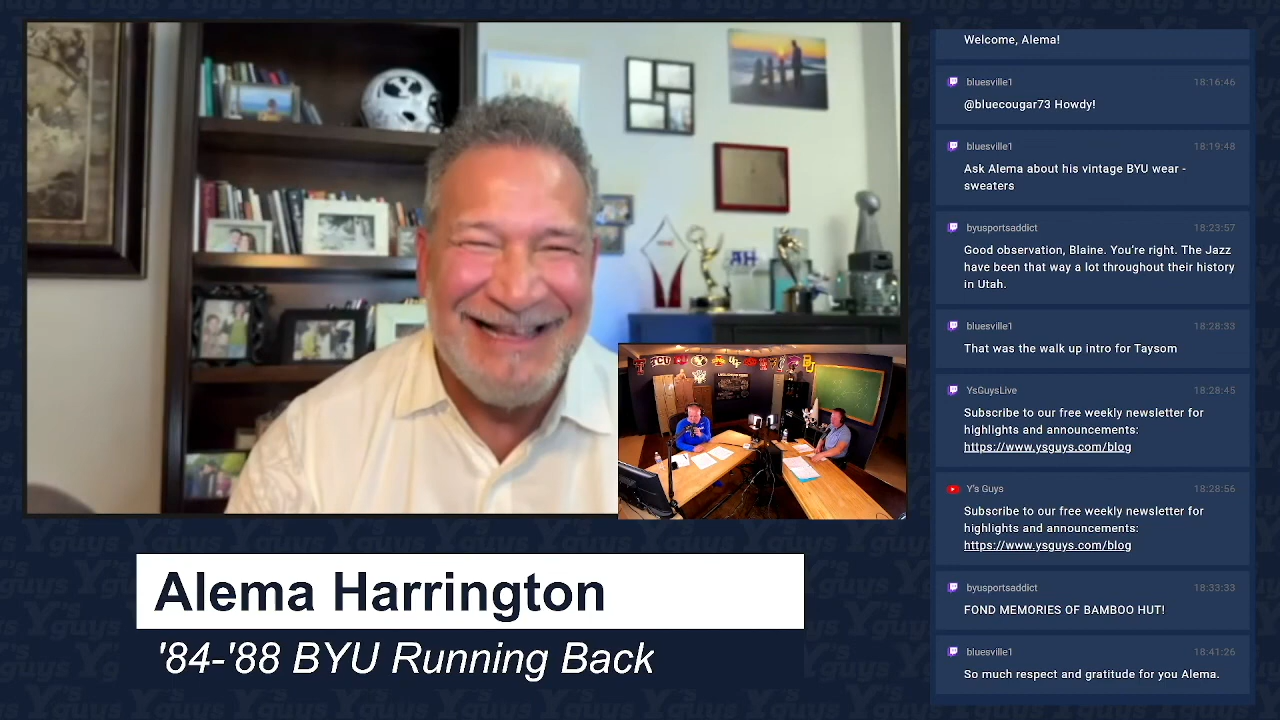 Welcome, Alema!
bluesville1 18:16:46
@bluecougar73 Howdy!
bluesville1 18:19:48
Ask Alema about his vintage BYU wear -
sweaters
byusportsaddict 18:23:57
Good observation, Blaine. You're right. The Jazz
have been that way a lot throughout their history
in Utah.
bluesville1 18:28:33
That was the walk up intro for Taysom
YsGuysLive 18:28:45
Subscribe to our free weekly newsletter for
highlights and announcements:
https://www.ysguys.com/blog
Y's Guys 18:28:56
Subscribe to our free weekly newsletter for
highlights and announcements:
https://www.ysguys.com/blog
byusportsaddict 18:33:33
FOND MEMORIES OF BAMBOO HUT!
bluesville1 18:41:26
So much respect and gratitude for you Alema.
AH
TCU
Alema Harrington
'84-'88 BYU Running Back
Y's guys